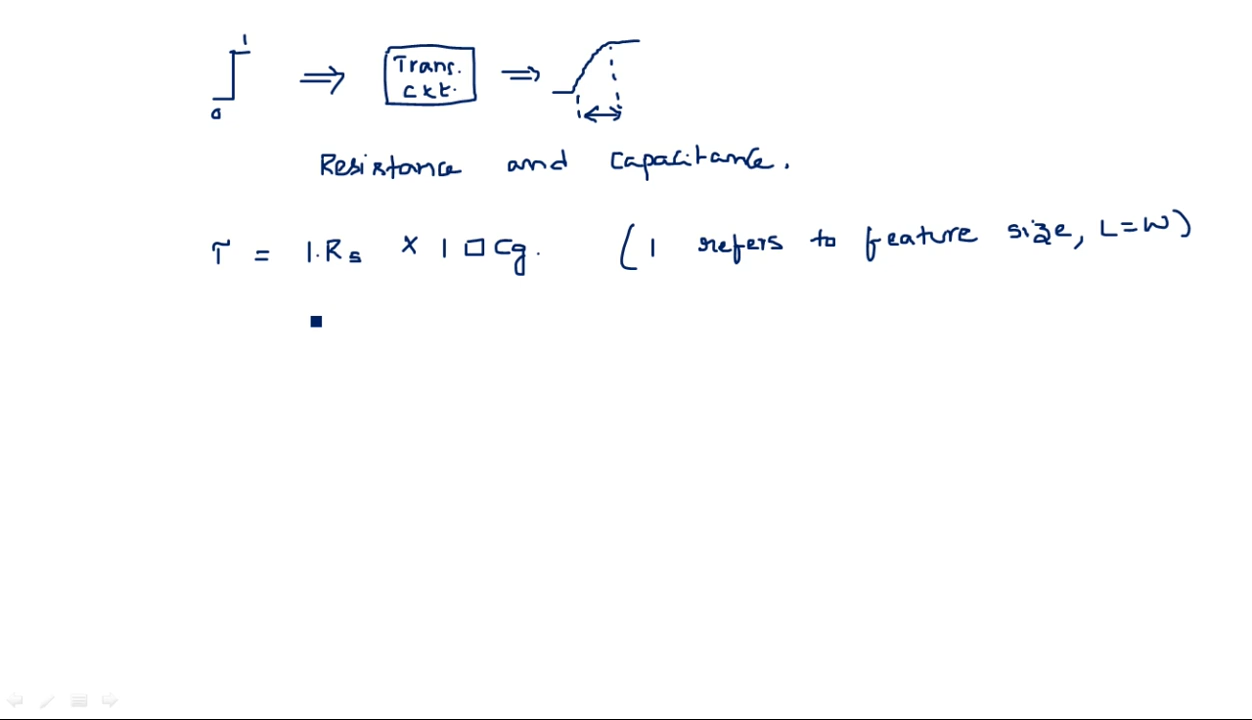 1
0
⇒ Trans. ckt. ⇒
Resistance and capacitance.
τ = 1.Rs × 1 □ Cg. (1 refers to feature size, L=W)